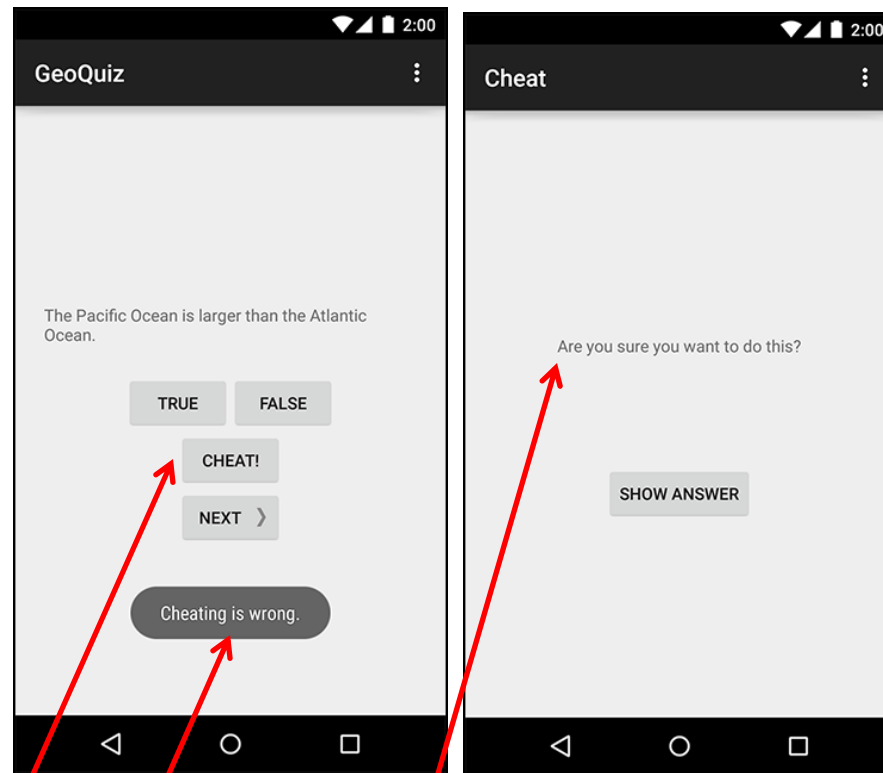 2:00
GeoQuiz
The Pacific Ocean is larger than the Atlantic
Ocean.
TRUE
FALSE
CHEAT!
NEXT
Cheating is wrong.
2:00
Cheat
Are you sure you want to do this?
SHOW ANSWER